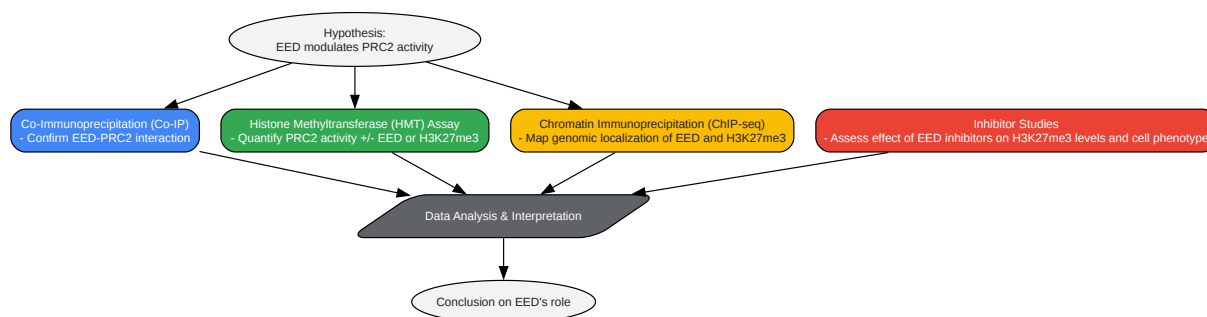 Hypothesis:
EED modulates PRC2 activity
Co-Immunoprecipitation (Co-IP)
- Confirm EED-PRC2 interaction
Histone Methyltransferase (HMT) Assay
- Quantify PRC2 activity +/- EED or H3K27me3
Chromatin Immunoprecipitation (ChIP-seq)
- Map genomic localization of EED and H3K27me3
Inhibitor Studies
- Assess effect of EED inhibitors on H3K27me3 levels and cell phenotype
Data Analysis & Interpretation
Conclusion on EED's role